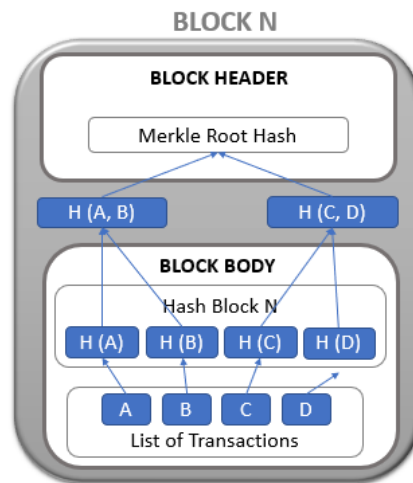 BLOCK N
BLOCK HEADER
Merkle Root Hash
H (A, B) H (C, D)
BLOCK BODY
Hash Block N
H (A) H (B) H (C) H (D)
A B C D
List of Transactions